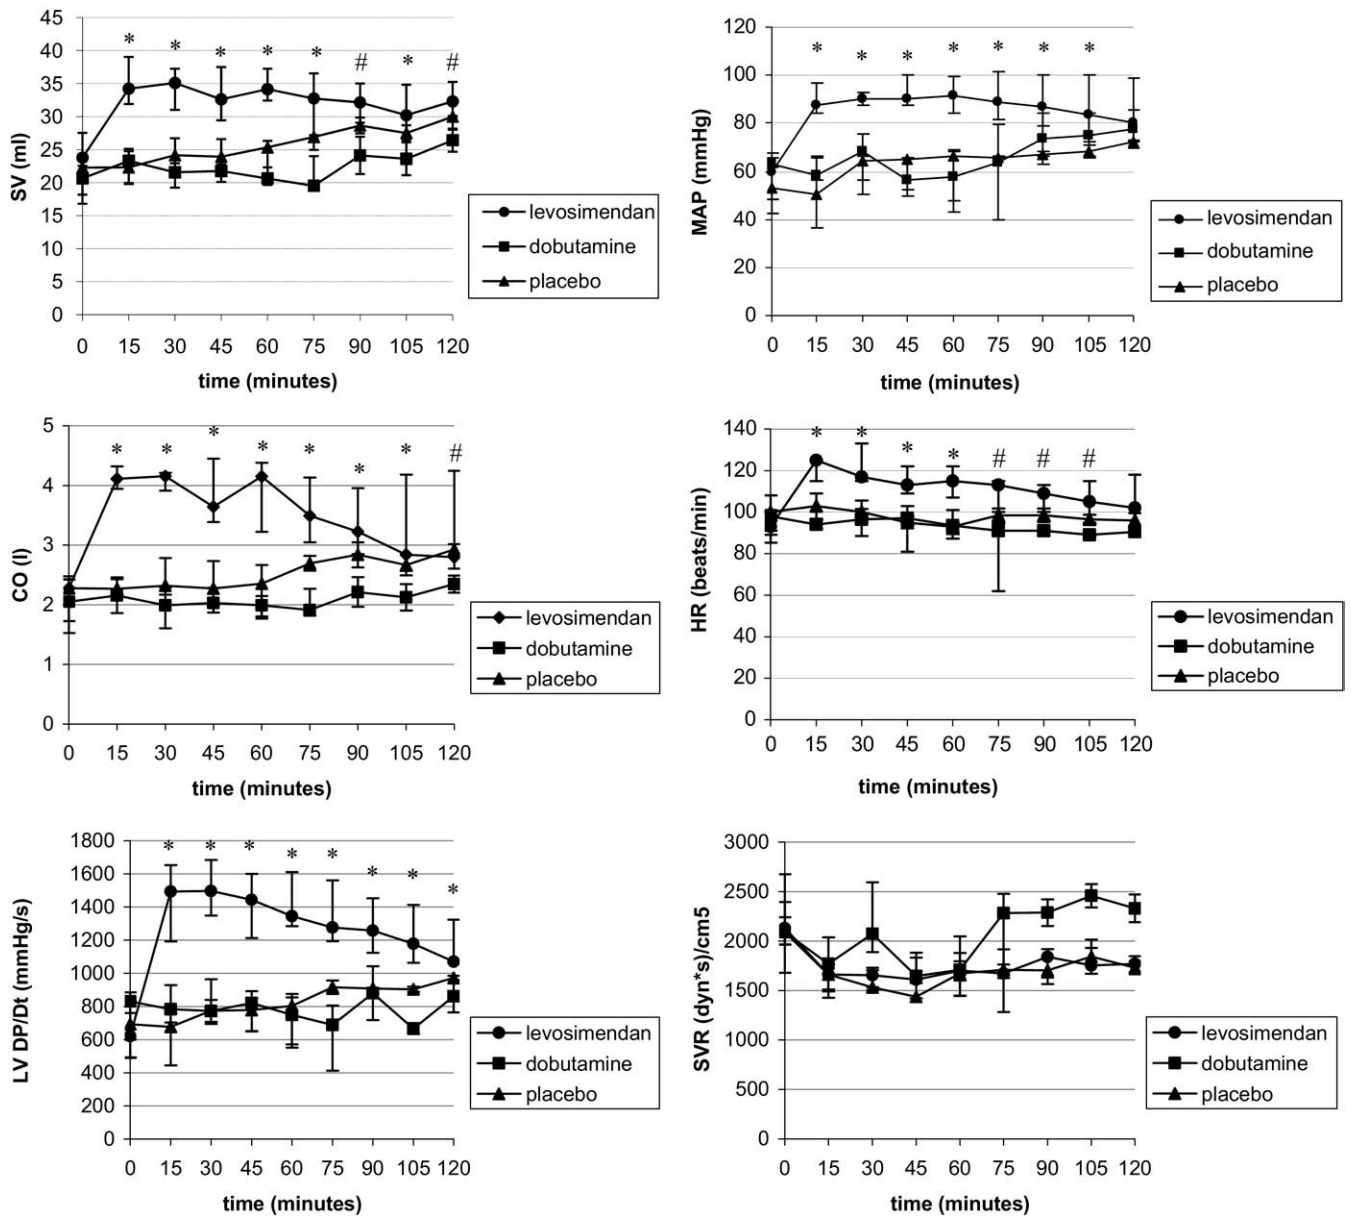 45
40
35
30
25
20
15
10
5
0
SV (ml)
* * * * * # * #
0 15 30 45 60 75 90 105 120
time (minutes)
levosimendan
dobutamine
placebo
120
100
80
60
40
20
0
MAP (mmHg)
* * * * * * *
0 15 30 45 60 75 90 105 120
time (minutes)
levosimendan
dobutamine
placebo
5
4
3
2
1
0
CO (l)
* * * * * * * #
0 15 30 45 60 75 90 105 120
time (minutes)
levosimendan
dobutamine
placebo
140
120
100
80
60
40
20
0
HR (beats/min)
* * * * # # #
0 15 30 45 60 75 90 105 120
time (minutes)
levosimendan
dobutamine
placebo
1800
1600
1400
1200
1000
800
600
400
200
0
LV DP/Dt (mmHg/s)
* * * * * * * *
0 15 30 45 60 75 90 105 120
time (minutes)
levosimendan
dobutamine
placebo
3000
2500
2000
1500
1000
500
0
SVR (dyn*s)/cm5
0 15 30 45 60 75 90 105 120
time (minutes)
levosimendan
dobutamine
placebo